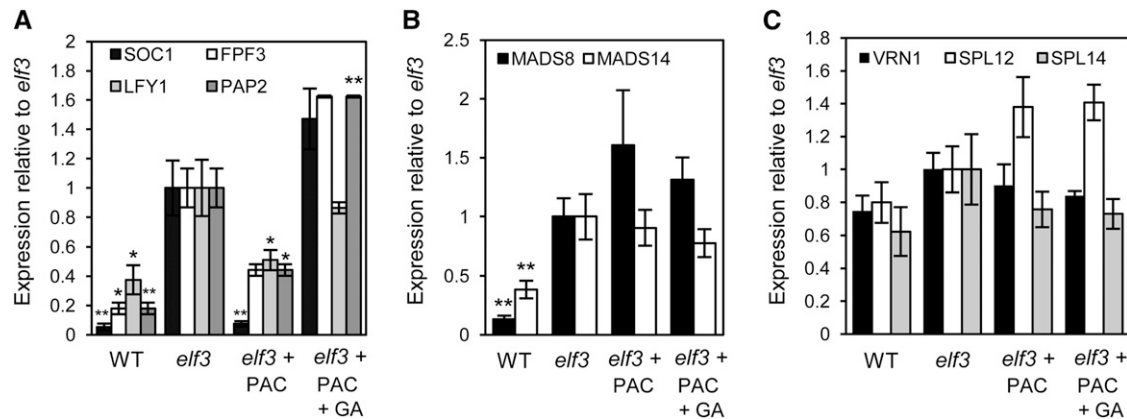 A
Expression relative to elf3
2
1.8
1.6
1.4
1.2
1
0.8
0.6
0.4
0.2
0
SOC1 FPF3
LFY1 PAP2
** * * **
** * *
**
WT elf3 elf3 + PAC elf3 + PAC + GA
B
Expression relative to elf3
2.5
2
1.5
1
0.5
0
MADS8 MADS14
** **
WT elf3 elf3 + PAC elf3 + PAC + GA
C
Expression relative to elf3
1.8
1.6
1.4
1.2
1
0.8
0.6
0.4
0.2
0.0
VRN1 SPL12 SPL14
WT elf3 elf3 + PAC elf3 + PAC + GA